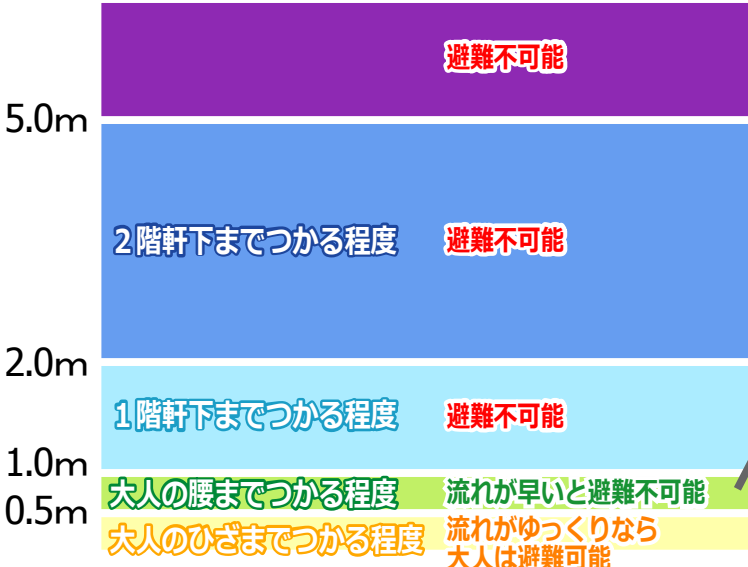 避難不可能
5.0m
2階軒下までつかる程度 避難不可能
2.0m
1階軒下までつかる程度 避難不可能
1.0m
大人の腰までつかる程度 流れが早いと避難不可能
0.5m
大人のひざまでつかる程度 流れがゆっくりなら
大人は避難可能